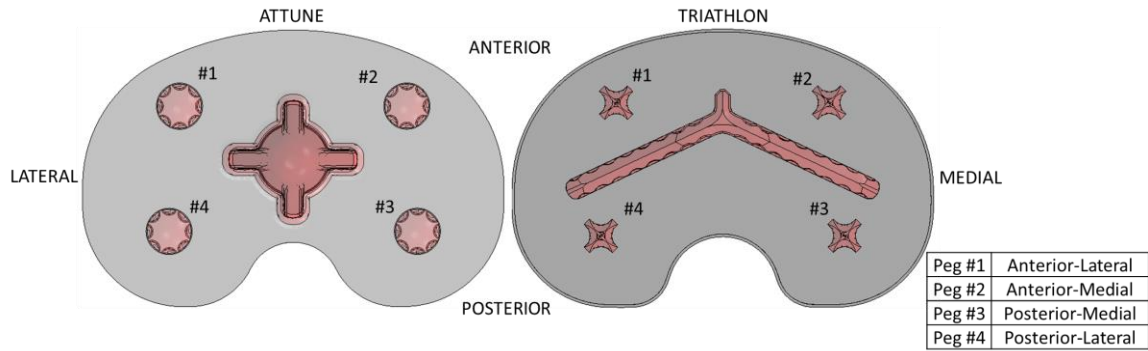 ATTUNE
TRIATHLON
ANTERIOR
#1
#2
#1
#2
LATERAL
MEDIAL
#4
#3
#4
#3
POSTERIOR
Peg #1 Anterior-Lateral
Peg #2 Anterior-Medial
Peg #3 Posterior-Medial
Peg #4 Posterior-Lateral